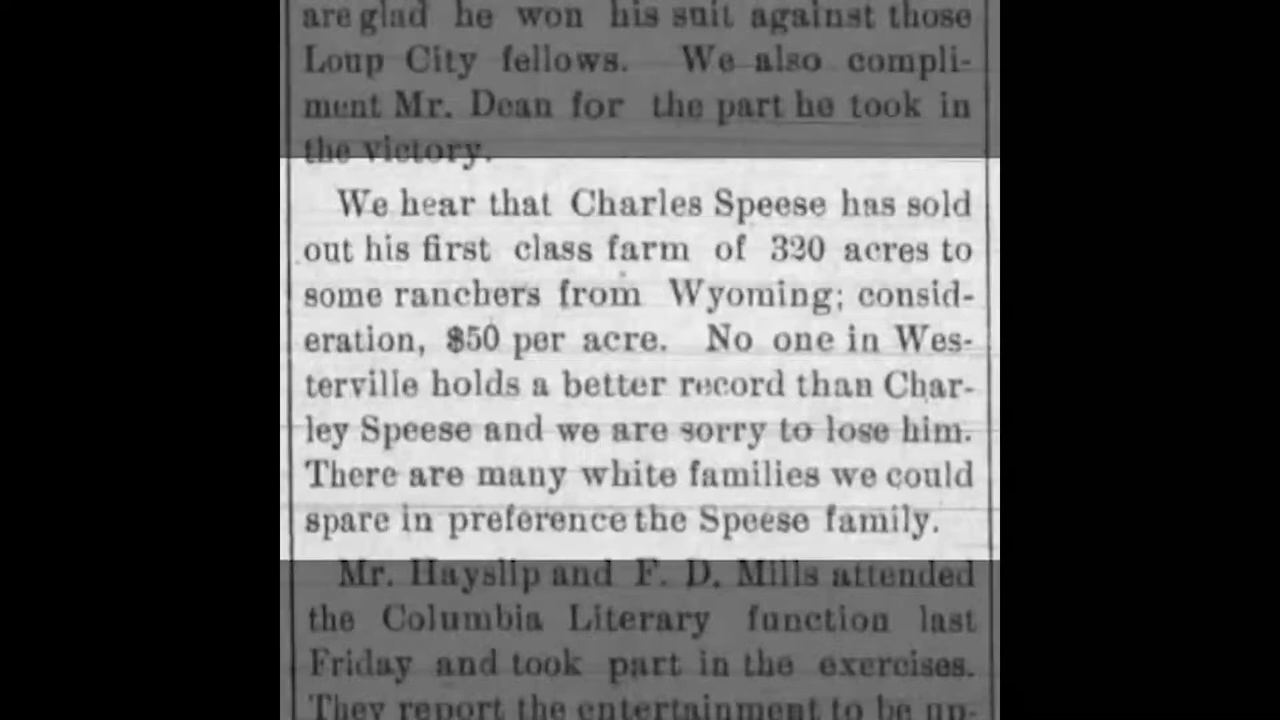 are glad he won his suit against those
Loup City fellows. We also compli-
ment Mr. Dean for the part he took in
the victory.
We hear that Charles Speese has sold
out his first class farm of 320 acres to
some ranchers from Wyoming; consid-
eration, $50 per acre. No one in Wes-
terville holds a better record than Char-
ley Speese and we are sorry to lose him.
There are many white families we could
spare in preference the Speese family.
Mr. Hayslip and F. D. Mills attended
the Columbia Literary function last
Friday and took part in the exercises.
They report the entertainment to be up-